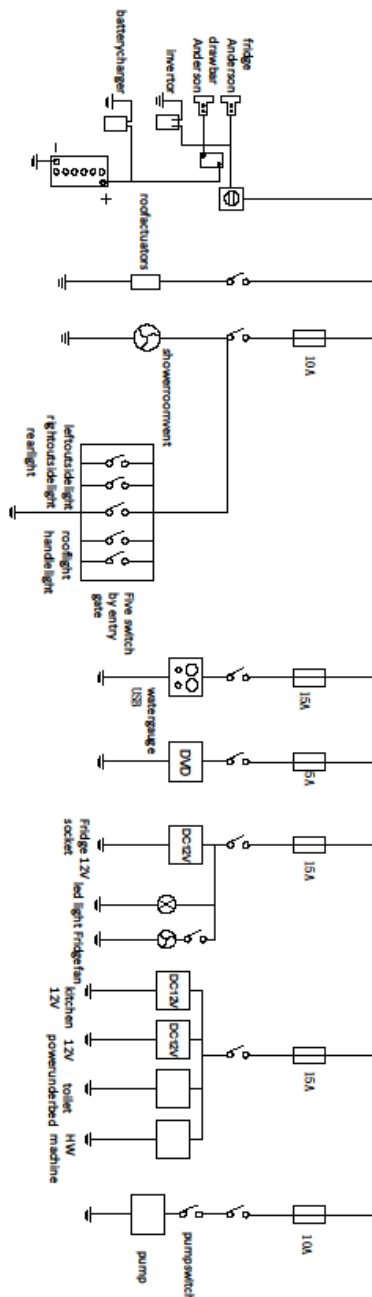 batterycharger
invertor
drawbar
Anderson
fridge
Anderson
-
+
roofactuators
10A
showerroomvent
leftoutsidelight
rightoutsidelight
rearlight
rooflight
handlelight
Five switch
by entry
gate
15A
watergauge
USB
5A
DVD
15A
DC12V
Fridge 12V
socket
led light
Fridgefan
15A
DC12V
DC12V
kitchen
12V
12V
powerunderbed
toilet
HW
machine
10A
pumpswitch
pump